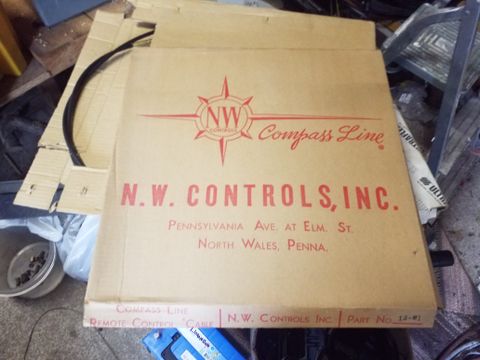 NW
CONTROLS
Compass Line ®
N.W. CONTROLS, INC.
PENNSYLVANIA AVE. AT ELM. ST.
NORTH WALES, PENNA.
COMPASS LINE
REMOTE CONTROL "CABLE
N.W. CONTROLS INC
PART NO.